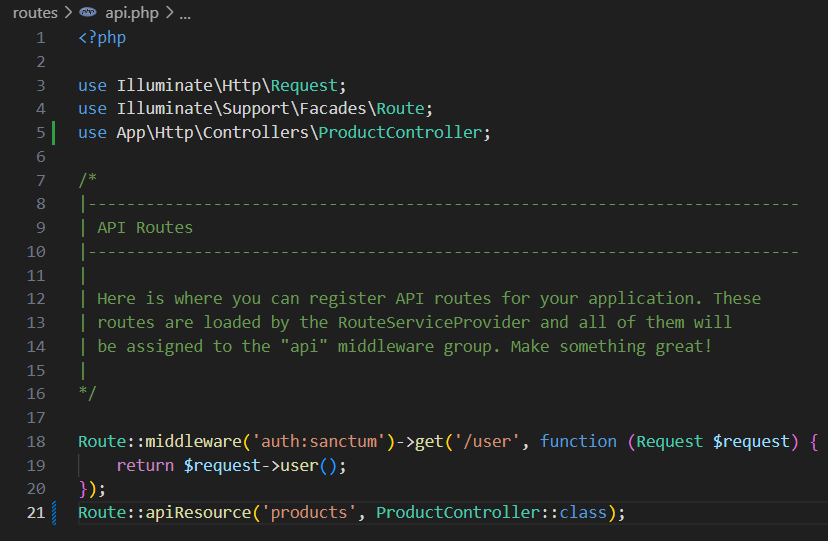 routes > php api.php > ...
1 <?php
2
3 use Illuminate\Http\Request;
4 use Illuminate\Support\Facades\Route;
5 use App\Http\Controllers\ProductController;
6
7 /*
8 |--------------------------------------------------------------------------
9 | API Routes
10 |--------------------------------------------------------------------------
11 |
12 | Here is where you can register API routes for your application. These
13 | routes are loaded by the RouteServiceProvider and all of them will
14 | be assigned to the "api" middleware group. Make something great!
15 |
16 */
17
18 Route::middleware('auth:sanctum')->get('/user', function (Request $request) {
19     return $request->user();
20 });
21 Route::apiResource('products', ProductController::class);